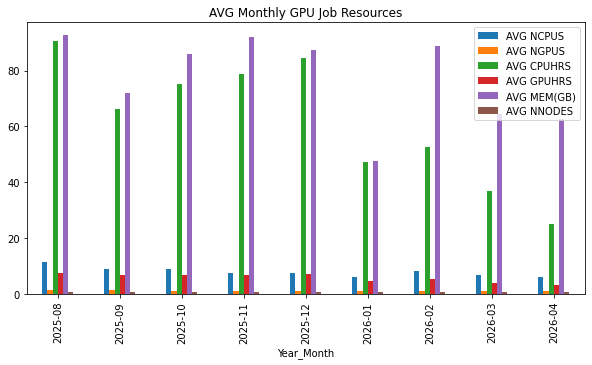 AVG Monthly GPU Job Resources
AVG NCPUS
AVG NGPUS
AVG CPUHRS
AVG GPUHRS
AVG MEM(GB)
AVG NNODES
80
60
40
20
0
2025-08
2025-09
2025-10
2025-11
2025-12
2026-01
2026-02
2026-03
2026-04
Year_Month